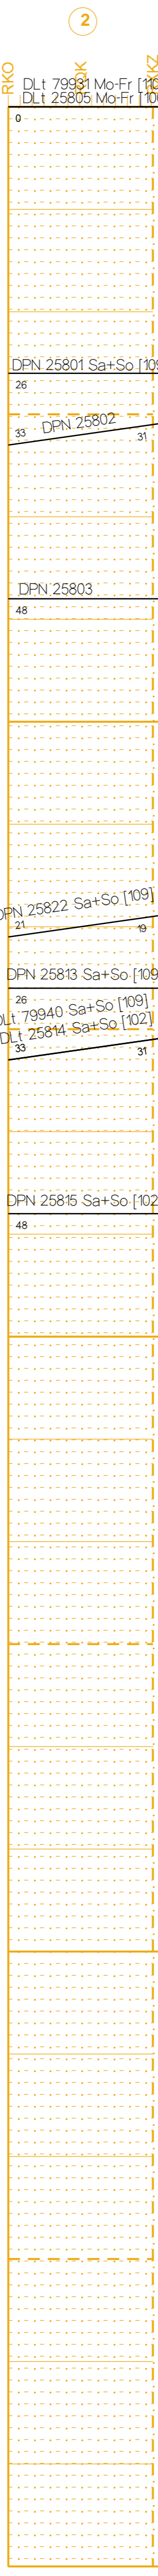 2
RKO
DLt 79931 Mo-Fr
DLt 25805 Mo-Fr
0
DPN 25801 Sa+So
26
DPN 25802
33 31
DPN 25803
48
DPN 25822 Sa+So [109]
21 19
DPN 25813 Sa+So [109
26
DLt 79940 Sa+So [109]
DLt 25814 Sa+So [102]
33 31
DPN 25815 Sa+So [102
48